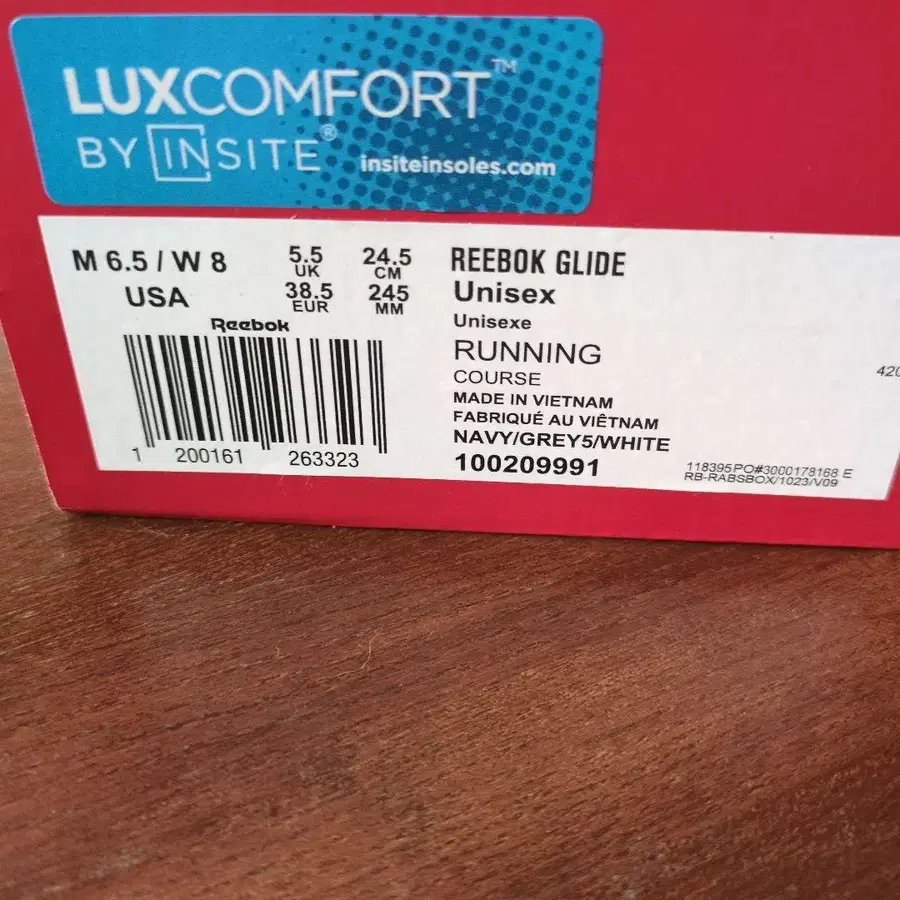 LUXCOMFORT™
BY INSITE® insiteinsoles.com
M 6.5 / W 8
USA
5.5
UK
38.5
EUR
24.5
CM
245
MM
Reebok
1 200161 263323
REEBOK GLIDE
Unisex
Unisexe
RUNNING
COURSE
MADE IN VIETNAM
FABRIQUÉ AU VIÊTNAM
NAVY/GREY5/WHITE
100209991
420
118395PO#3000178168 E
RB-RABSBOX/1023/V09